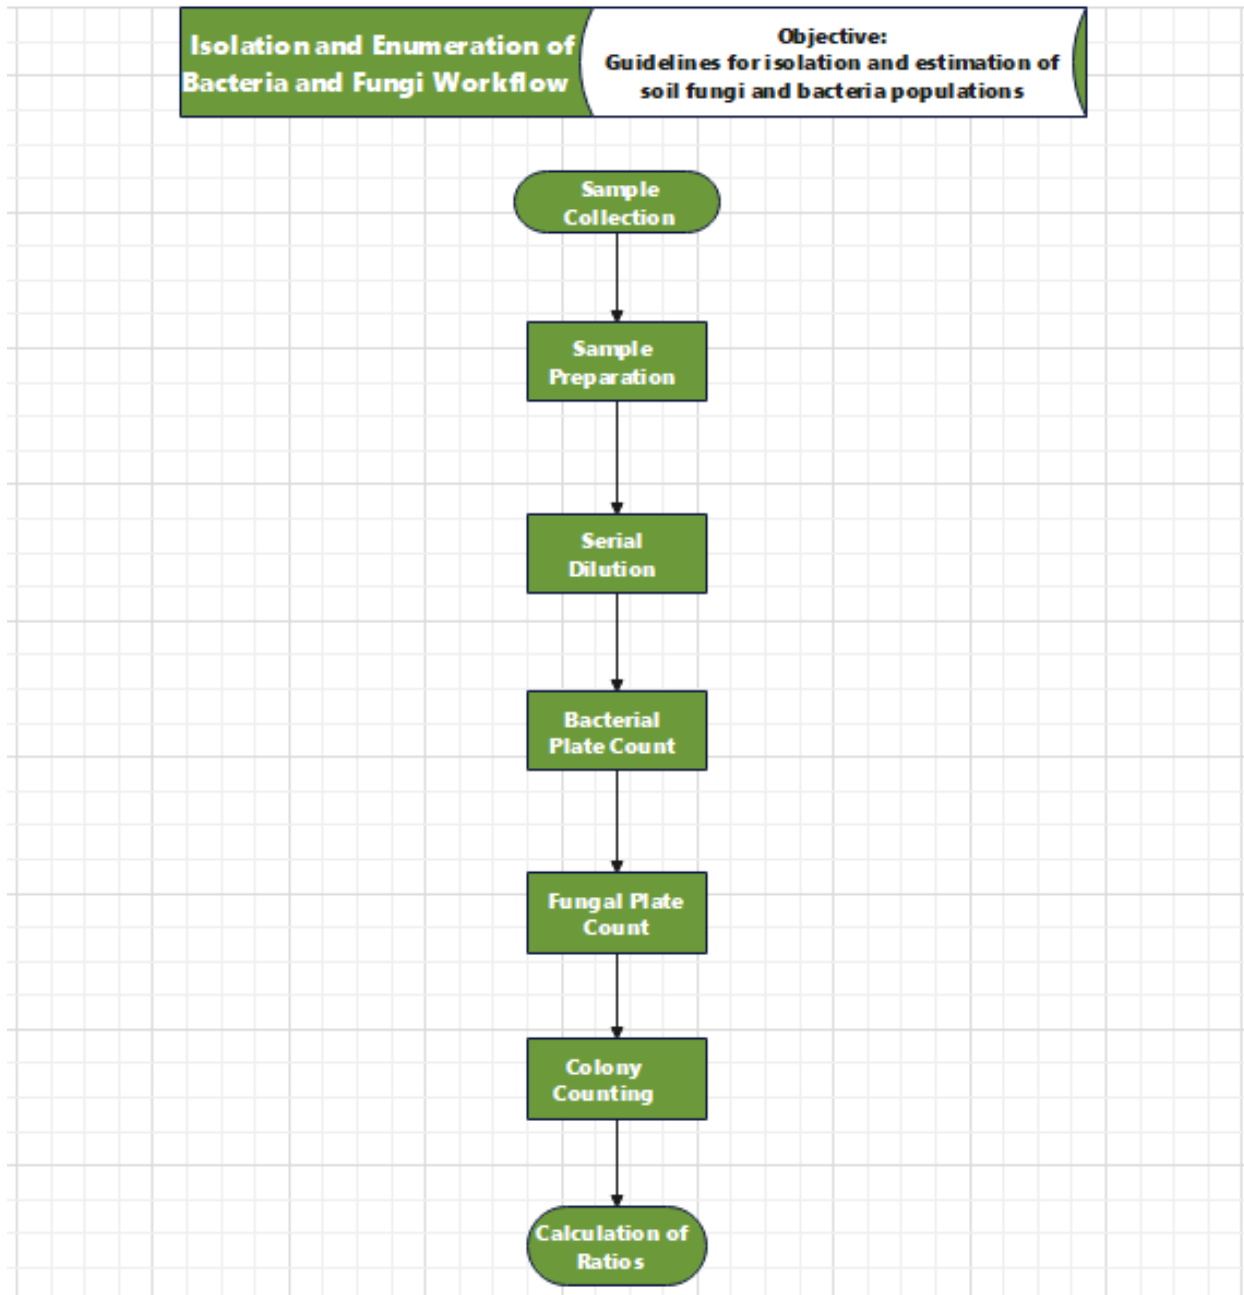 Isolation and Enumeration of
Bacteria and Fungi Workflow
Objective:
Guidelines for isolation and estimation of
soil fungi and bacteria populations
Sample
Collection
Sample
Preparation
Serial
Dilution
Bacterial
Plate Count
Fungal Plate
Count
Colony
Counting
Calculation of
Ratios